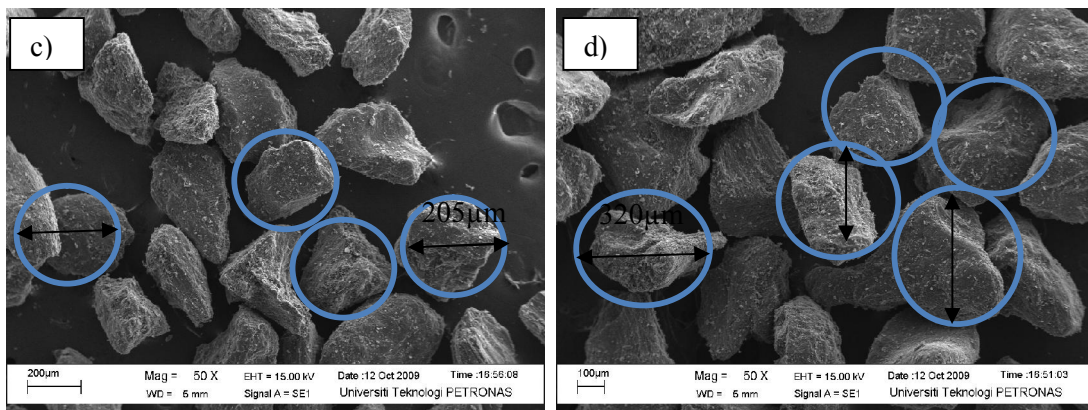 c)
205µm
200µm
Mag = 50 X
EHT = 15.00 kV
Date :12 Oct 2009
Time :16:56:08
WD = 5 mm
Signal A = SE1
Universiti Teknologi PETRONAS
d)
320µm
100µm
Mag = 50 X
EHT = 15.00 kV
Date :12 Oct 2009
Time :16:51:03
WD = 5 mm
Signal A = SE1
Universiti Teknologi PETRONAS